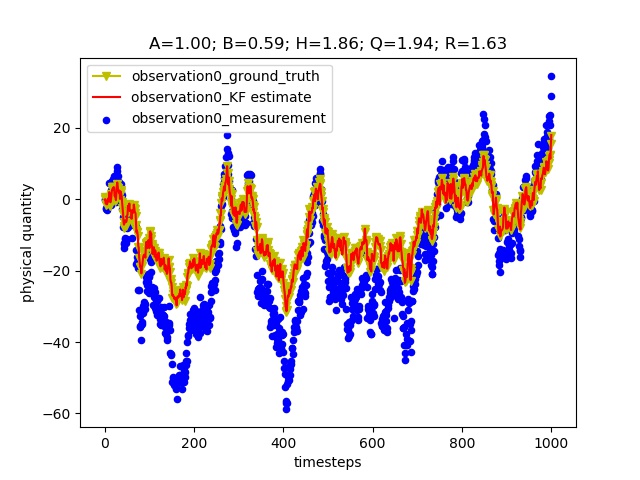 A=1.00; B=0.59; H=1.86; Q=1.94; R=1.63
observation0_ground_truth
observation0_KF estimate
observation0_measurement
physical quantity
20
0
−20
−40
−60
0 200 400 600 800 1000
timesteps